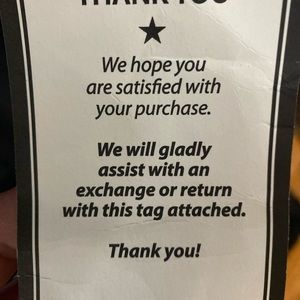 THANK YOU
We hope you
are satisfied with
your purchase.
We will gladly
assist with an
exchange or return
with this tag attached.
Thank you!